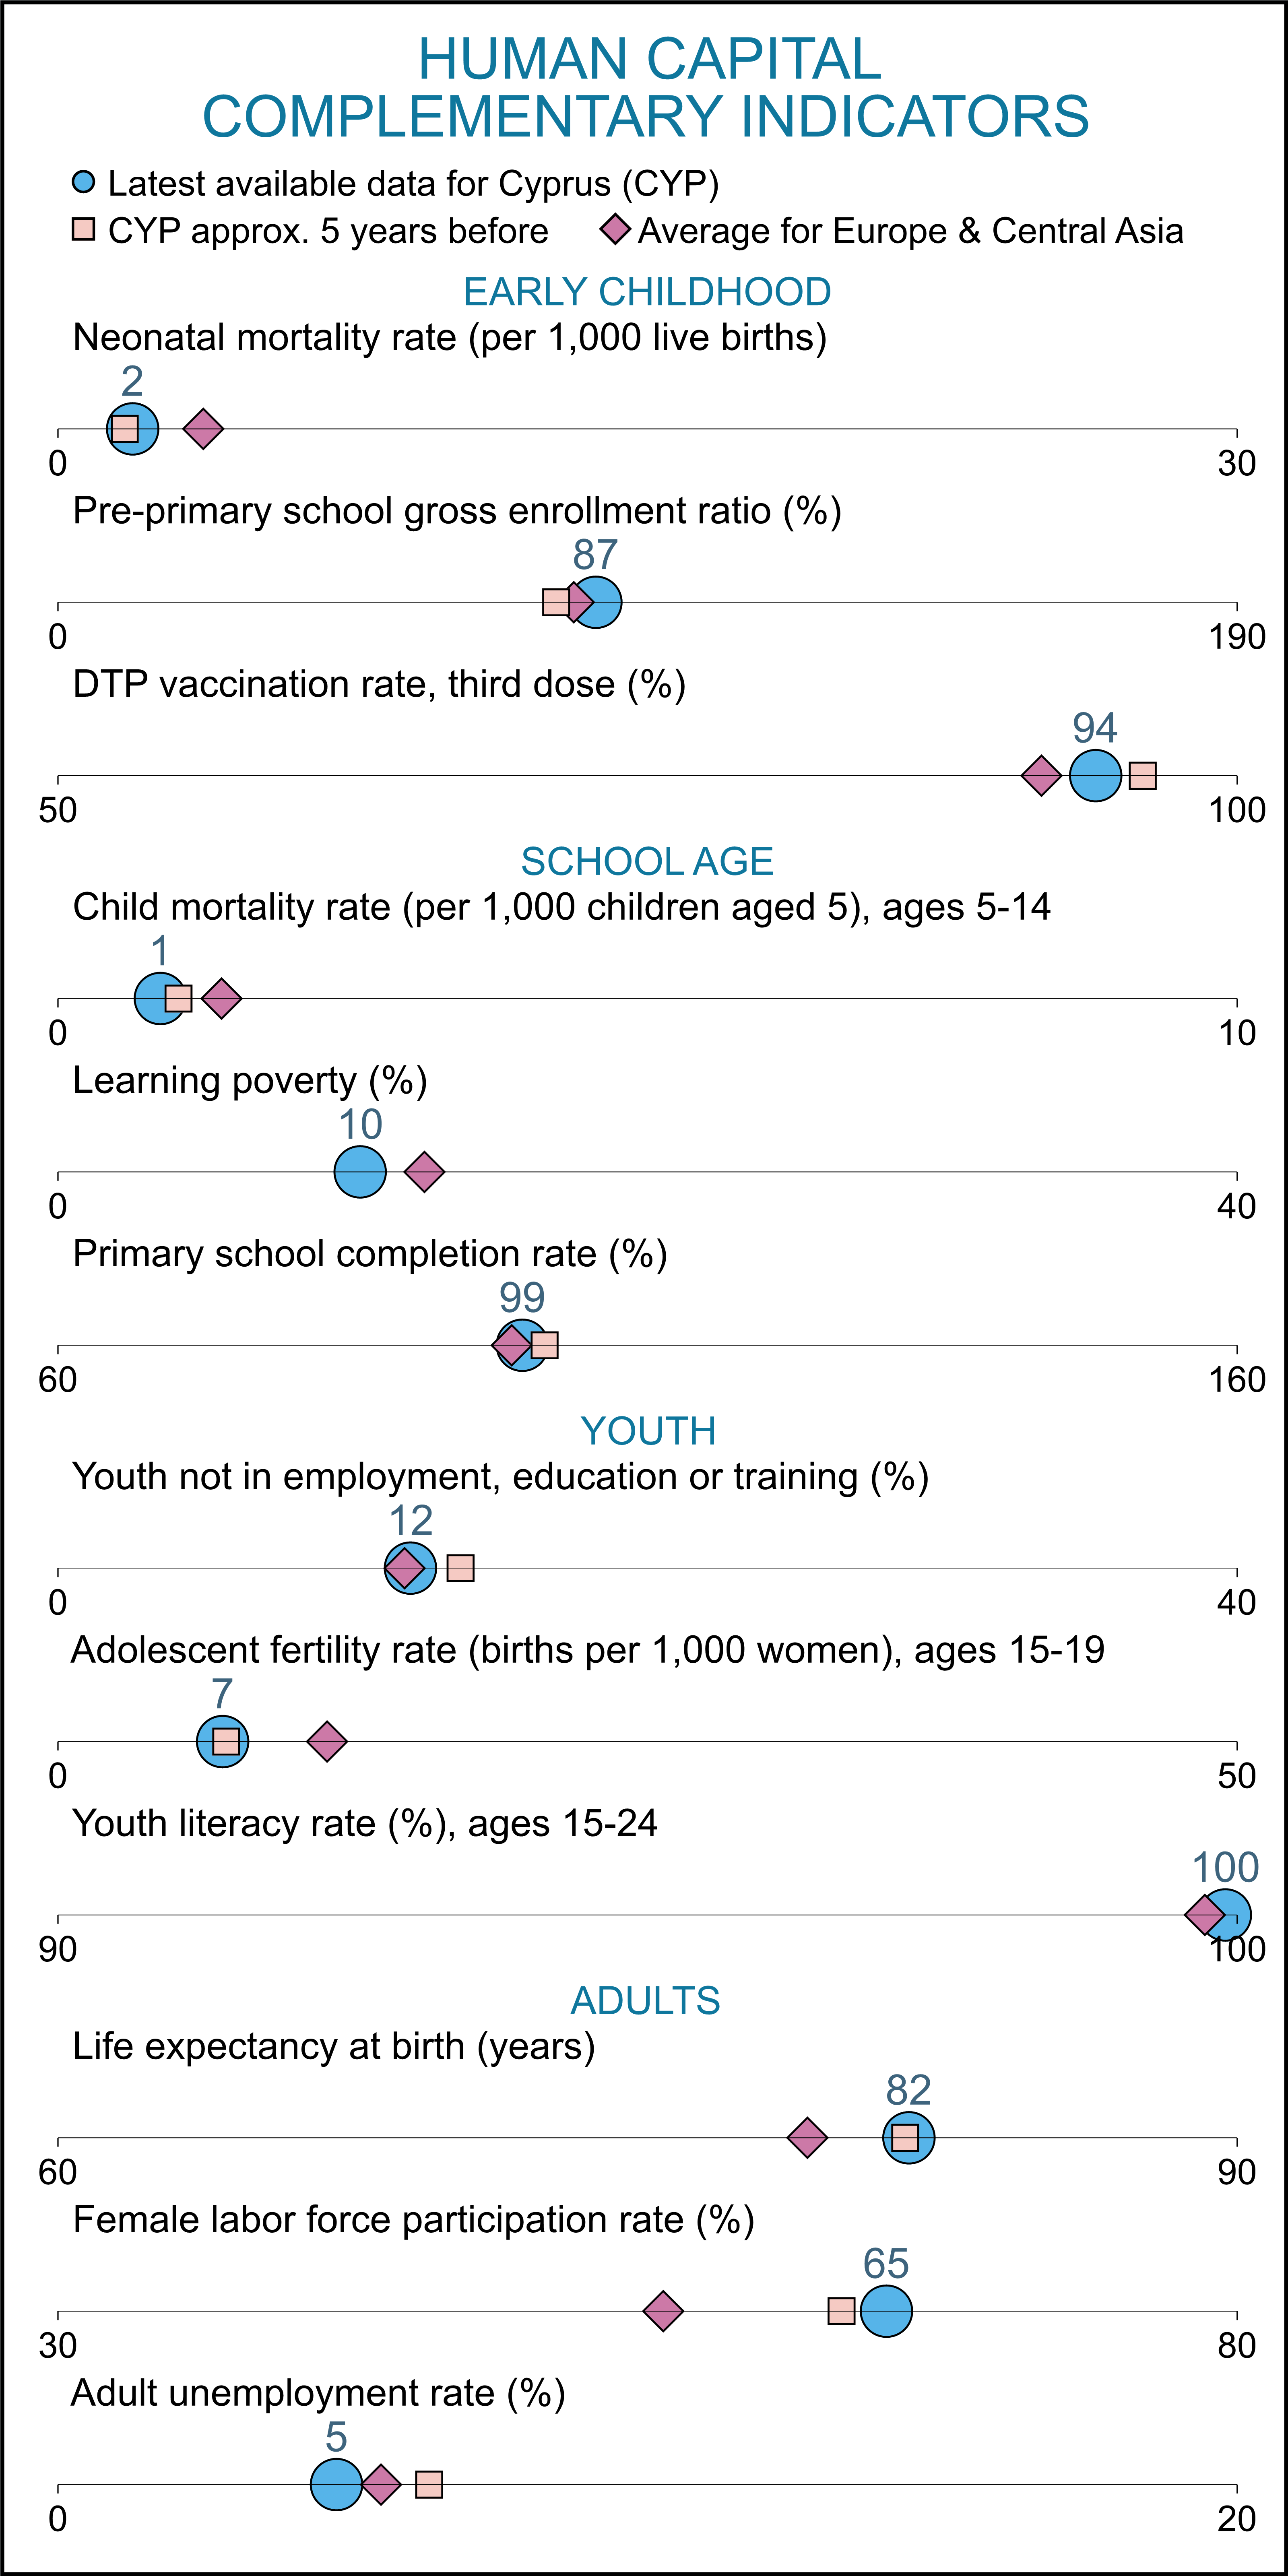 HUMAN CAPITAL
COMPLEMENTARY INDICATORS
Latest available data for Cyprus (CYP)
CYP approx. 5 years before Average for Europe & Central Asia
EARLY CHILDHOOD
Neonatal mortality rate (per 1,000 live births)
2
0 30
Pre-primary school gross enrollment ratio (%)
87
0 190
DTP vaccination rate, third dose (%)
94
50 100
SCHOOL AGE
Child mortality rate (per 1,000 children aged 5), ages 5-14
1
0 10
Learning poverty (%)
10
0 40
Primary school completion rate (%)
99
60 160
YOUTH
Youth not in employment, education or training (%)
12
0 40
Adolescent fertility rate (births per 1,000 women), ages 15-19
7
0 50
Youth literacy rate (%), ages 15-24
100
90 100
ADULTS
Life expectancy at birth (years)
82
60 90
Female labor force participation rate (%)
65
30 80
Adult unemployment rate (%)
5
0 20